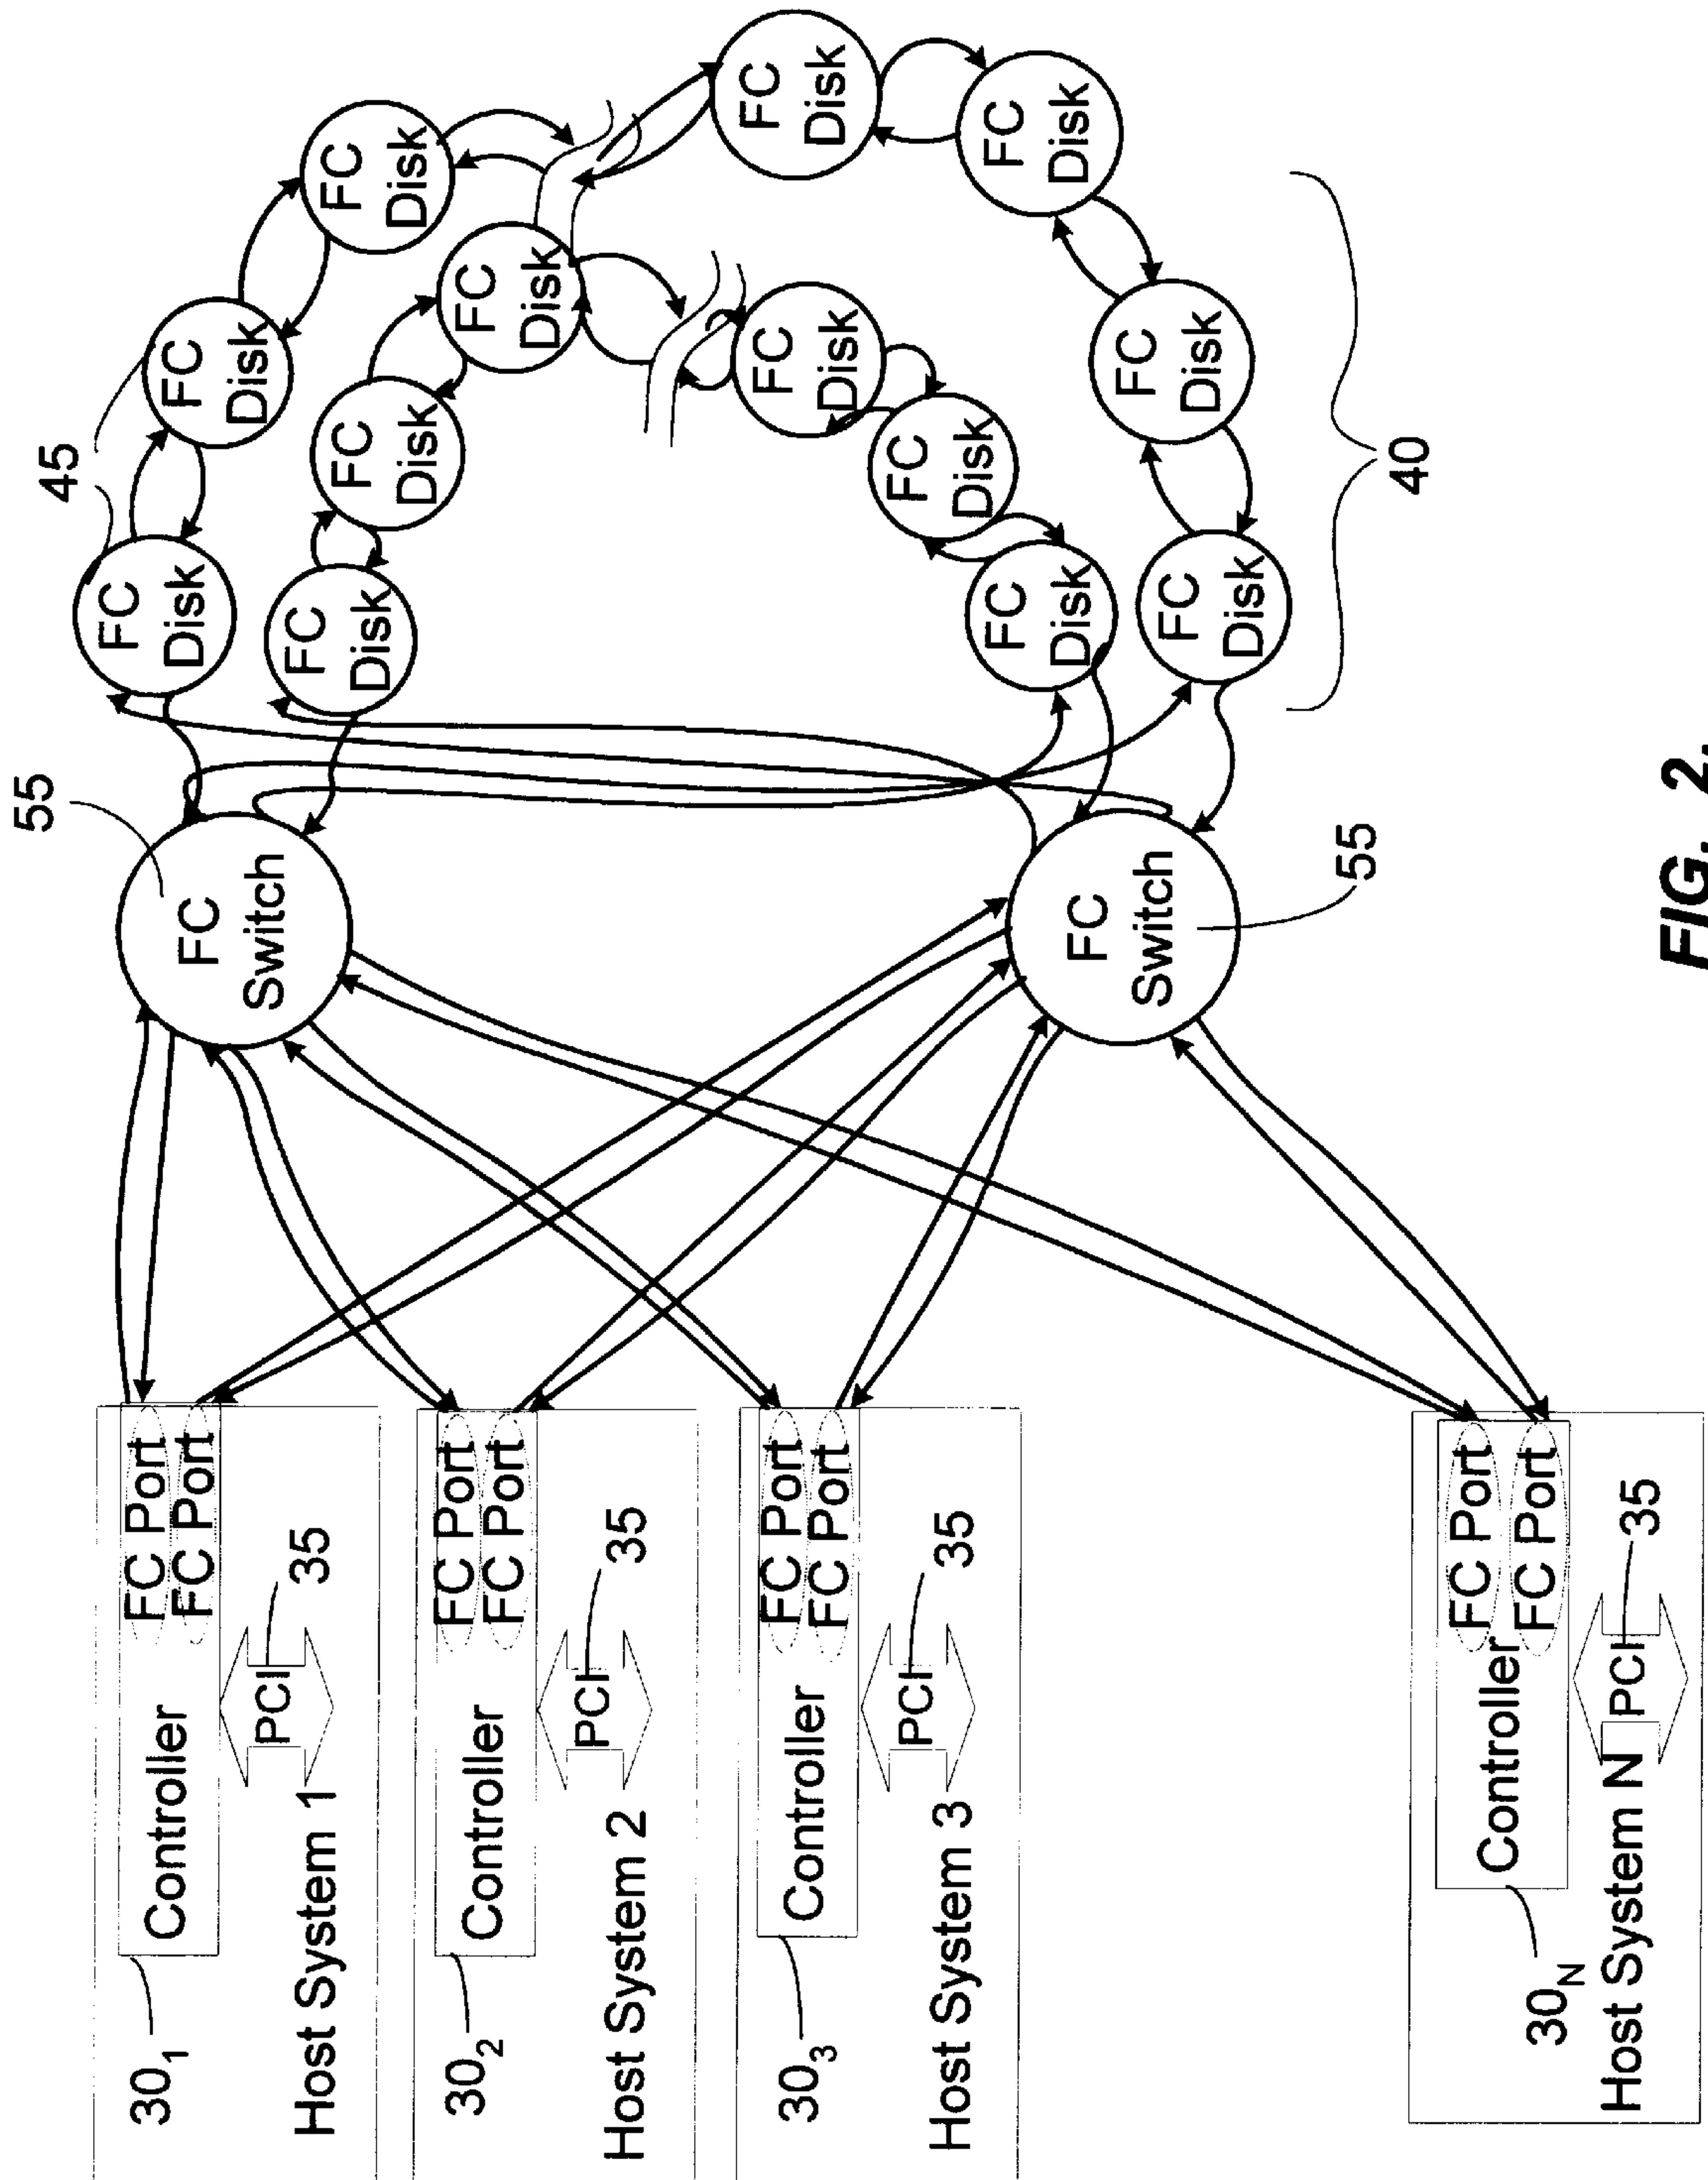 30₁
Controller
FC Port
FC Port
PCI
35
Host System 1
30₂
Controller
FC Port
FC Port
PCI
35
Host System 2
30₃
Controller
FC Port
FC Port
PCI
35
Host System 3
30N
Controller
FC Port
FC Port
PCI
35
Host System N
55
FC
Switch
FC
Switch
55
45
FC
Disk
FC
Disk
FC
Disk
FC
Disk
FC
Disk
FC
Disk
FC
Disk
FC
Disk
FC
Disk
FC
Disk
FC
Disk
FC
Disk
FC
Disk
40
FIG. 2.